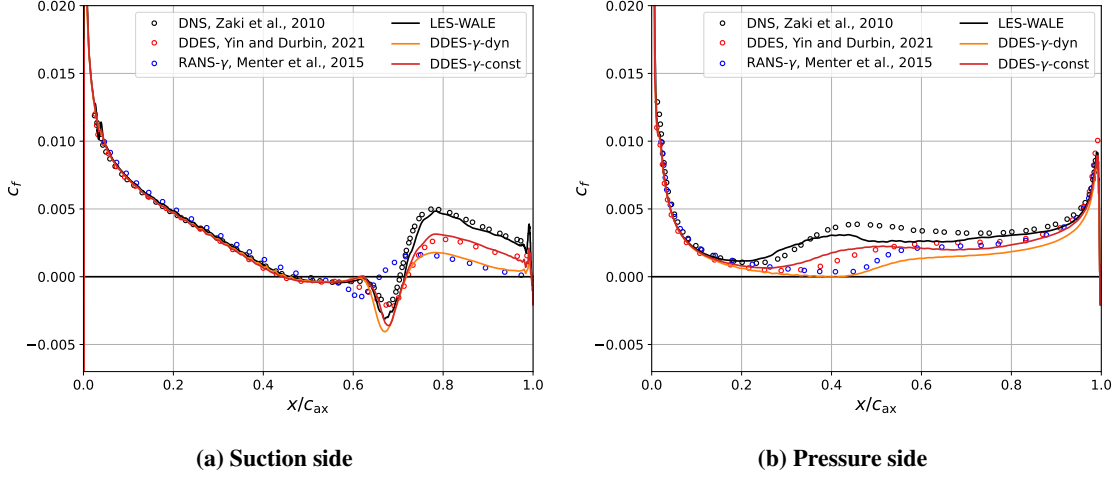 DNS, Zaki et al., 2010
DDES, Yin and Durbin, 2021
RANS-γ, Menter et al., 2015
LES-WALE
DDES-γ-dyn
DDES-γ-const
0.020
0.015
0.010
0.005
0.000
−0.005
c_f
0.0 0.2 0.4 0.6 0.8 1.0
x/c_ax
(a) Suction side
DNS, Zaki et al., 2010
DDES, Yin and Durbin, 2021
RANS-γ, Menter et al., 2015
LES-WALE
DDES-γ-dyn
DDES-γ-const
0.020
0.015
0.010
0.005
0.000
−0.005
c_f
0.0 0.2 0.4 0.6 0.8 1.0
x/c_ax
(b) Pressure side